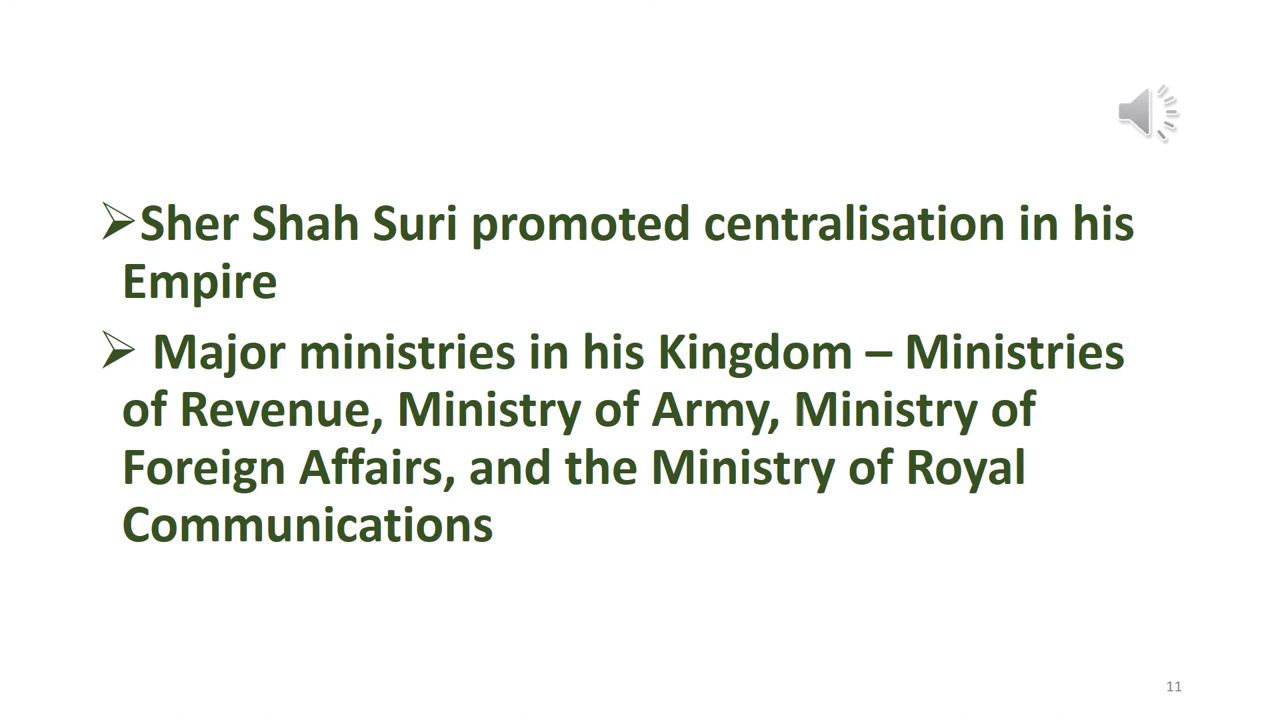 ➢Sher Shah Suri promoted centralisation in his
Empire
➢ Major ministries in his Kingdom – Ministries
of Revenue, Ministry of Army, Ministry of
Foreign Affairs, and the Ministry of Royal
Communications
11